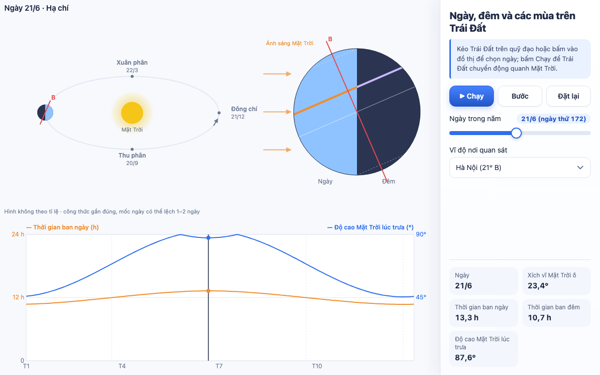 Ngày 21/6 · Hạ chí
Ánh sáng Mặt Trời
B
Xuân phân
22/3
B
Mặt Trời
Đông chí
21/12
Thu phân
20/9
Ngày
Đêm
Hình không theo tỉ lệ · công thức gần đúng, mốc ngày có thể lệch 1–2 ngày
— Thời gian ban ngày (h)
— Độ cao Mặt Trời lúc trưa (°)
24 h
90°
12 h
45°
0
T1
T4
T7
T10
Ngày, đêm và các mùa trên
Trái Đất
Kéo Trái Đất trên quỹ đạo hoặc bấm vào
đồ thị để chọn ngày; bấm Chạy để Trái
Đất chuyển động quanh Mặt Trời.
▶ Chạy
Bước
Đặt lại
Ngày trong năm
21/6 (ngày thứ 172)
Vĩ độ nơi quan sát
Hà Nội (21° B)
Ngày
21/6
Xích vĩ Mặt Trời δ
23,4°
Thời gian ban ngày
13,3 h
Thời gian ban đêm
10,7 h
Độ cao Mặt Trời lúc
trưa
87,6°